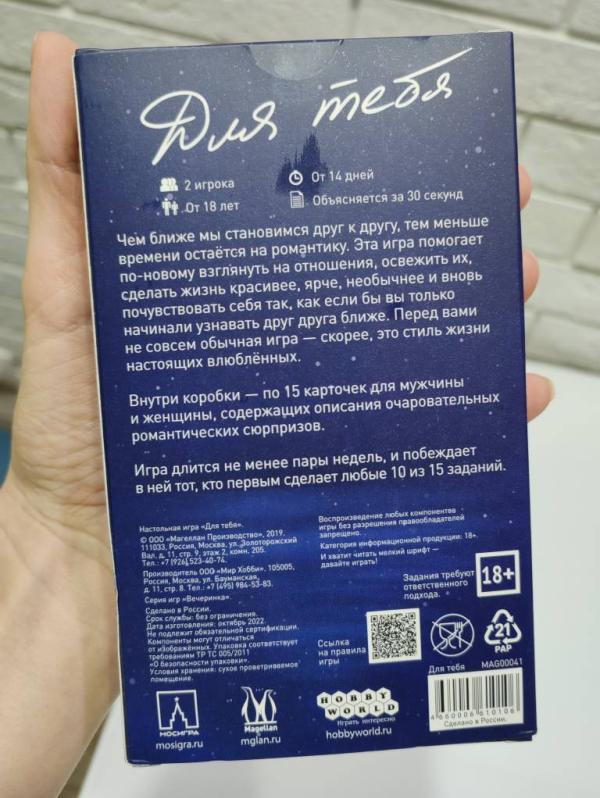 Для тебя
2 игрока
От 14 дней
От 18 лет
Объясняется за 30 секунд
Чем ближе мы становимся друг к другу, тем меньше
времени остаётся на романтику. Эта игра помогает
по-новому взглянуть на отношения, освежить их,
сделать жизнь красивее, ярче, необычнее и вновь
почувствовать себя так, как если бы вы только
начинали узнавать друг друга ближе. Перед вами
не совсем обычная игра — скорее, это стиль жизни
настоящих влюблённых.
Внутри коробки — по 15 карточек для мужчины
и женщины, содержащих описания очаровательных
романтических сюрпризов.
Игра длится не менее пары недель, и побеждает
в ней тот, кто первым сделает любые 10 из 15 заданий.
Настольная игра «Для тебя».
© ООО «Магеллан Производство», 2019.
111033, Россия, Москва, ул. Золоторожский
Вал, д. 11, стр. 9, этаж 2, комн. 205.
Тел.: +7 (926) 523-40-74.
Производитель ООО «Мир Хобби». 105005,
Россия, Москва, ул. Бауманская,
д. 11, стр. 8. Тел.: +7 (495) 984-53-83.
Серия игр «Вечеринка».
Сделано в России.
Срок службы: без ограничения.
Дата изготовления: октябрь 2022.
Не подлежит обязательной сертификации.
Компоненты могут отличаться
от изображённых. Упаковка соответствует
требованиям ТР ТС 005/2011
«О безопасности упаковки».
Условия хранения: сухое проветриваемое
помещение.
Воспроизведение любых компонентов
игры без разрешения правообладателей
запрещено.
Категория информационной продукции: 18+.
И хватит читать мелкий шрифт —
давайте играть!
Задания требуют
ответственного
подхода.
18+
Ссылка
на правила
игры
21
PAP
Для тебя
MAG00041
4 660006 610106
Сделано в России.
МОСИГРА
mosigra.ru
Magellan
mglan.ru
HOBBY
WORLD
Играть интересно
hobbyworld.ru